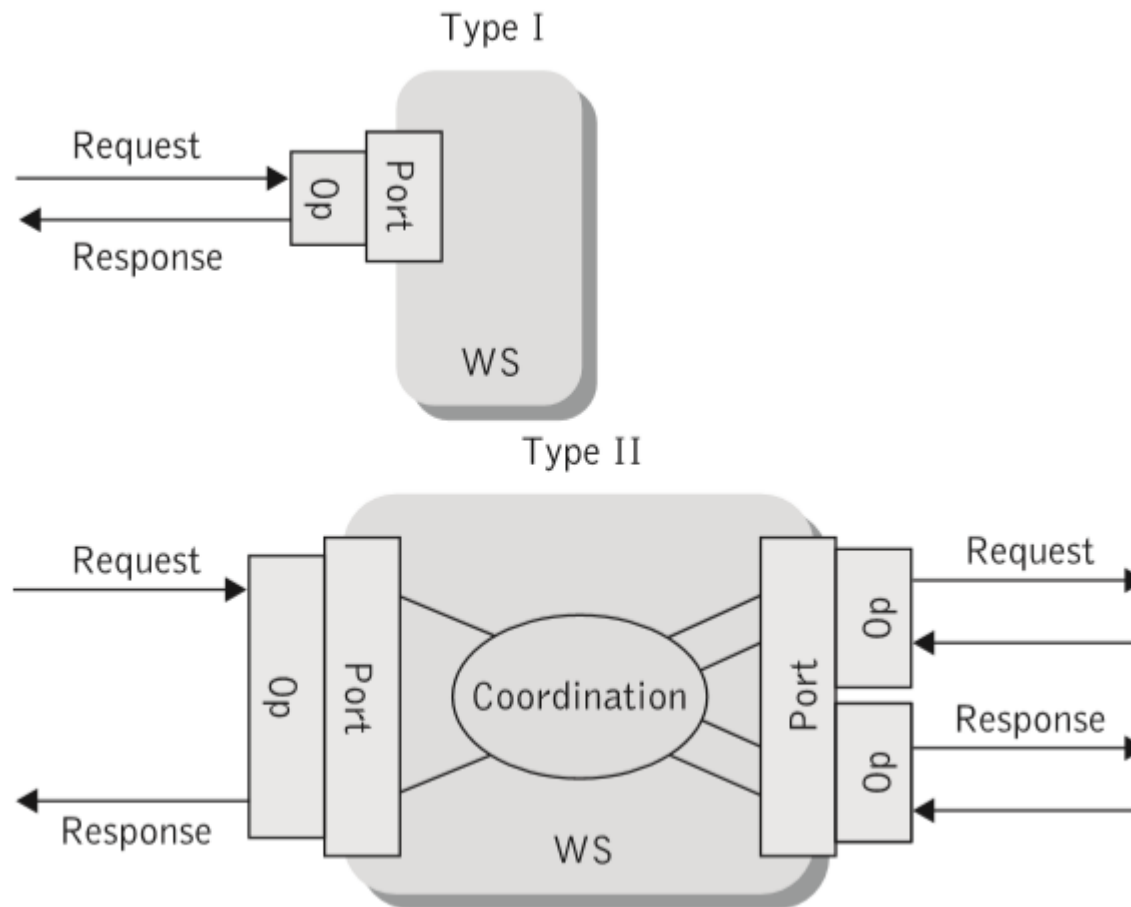 Type I
Request
Op
Port
Response
WS
Type II
Request
Request
Op
Op
Port
Coordination
Port
Response
Op
Response
WS